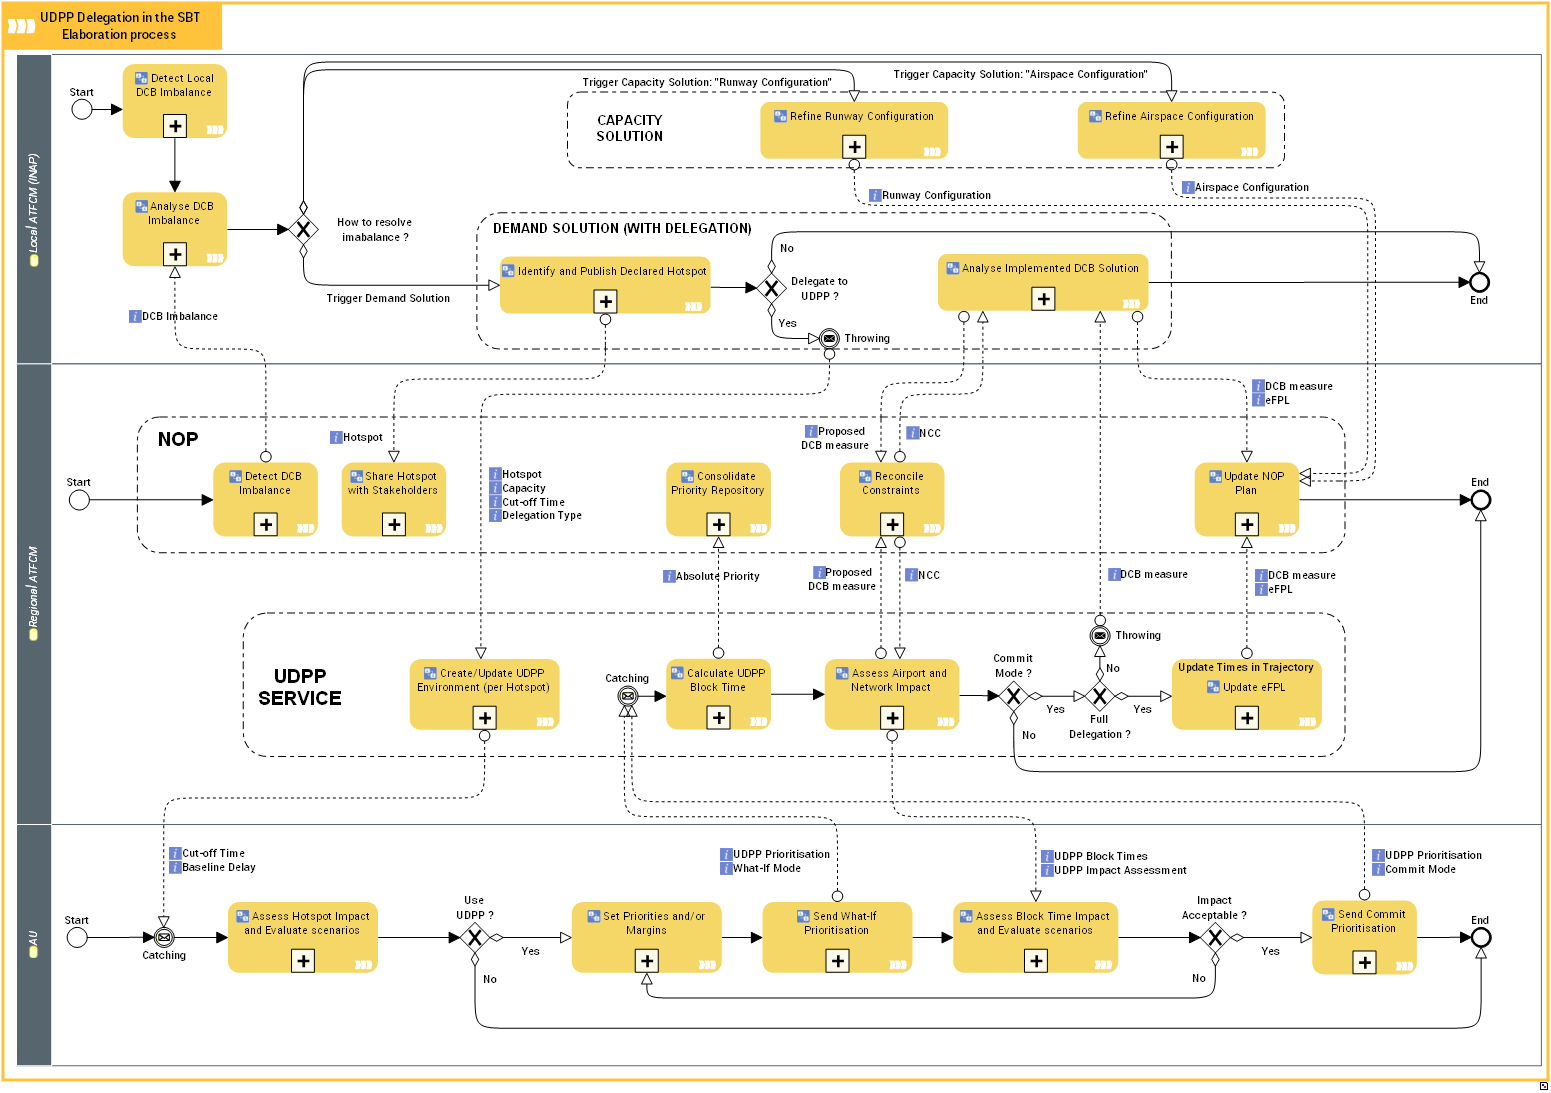 UDPP Delegation in the SBT
Elaboration process
Local ATFCM (INAP)
Start
Detect Local
DCB Imbalance
Analyse DCB
Imbalance
How to resolve
imabalance ?
Trigger Capacity Solution: "Runway Configuration"
Trigger Capacity Solution: "Airspace Configuration"
CAPACITY
SOLUTION
Refine Runway Configuration
Refine Airspace Configuration
Runway Configuration
Airspace Configuration
DEMAND SOLUTION (WITH DELEGATION)
Identify and Publish Declared Hotspot
Trigger Demand Solution
No
Delegate to
UDPP ?
Yes
Throwing
Analyse Implemented DCB Solution
End
DCB Imbalance
Regional ATFCM
NOP
Start
Detect DCB
Imbalance
Hotspot
Share Hotspot
with Stakeholders
Hotspot
Capacity
Cut-off Time
Delegation Type
Consolidate
Priority Repository
Proposed
DCB measure
NCC
Reconcile
Constraints
DCB measure
eFPL
Update NOP
Plan
End
Absolute Priority
Proposed
DCB measure
NCC
DCB measure
DCB measure
eFPL
UDPP
SERVICE
Create/Update UDPP
Environment (per Hotspot)
Catching
Calculate UDPP
Block Time
Assess Airport and
Network Impact
Commit
Mode ?
Yes
No
Throwing
No
Full
Delegation ?
Yes
Update Times in Trajectory
Update eFPL
AU
Cut-off Time
Baseline Delay
Start
Catching
Assess Hotspot Impact
and Evaluate scenarios
Use
UDPP ?
Yes
No
Set Priorities and/or
Margins
UDPP Prioritisation
What-If Mode
Send What-If
Prioritisation
UDPP Block Times
UDPP Impact Assessment
Assess Block Time Impact
and Evaluate scenarios
Impact
Acceptable ?
Yes
No
UDPP Prioritisation
Commit Mode
Send Commit
Prioritisation
End